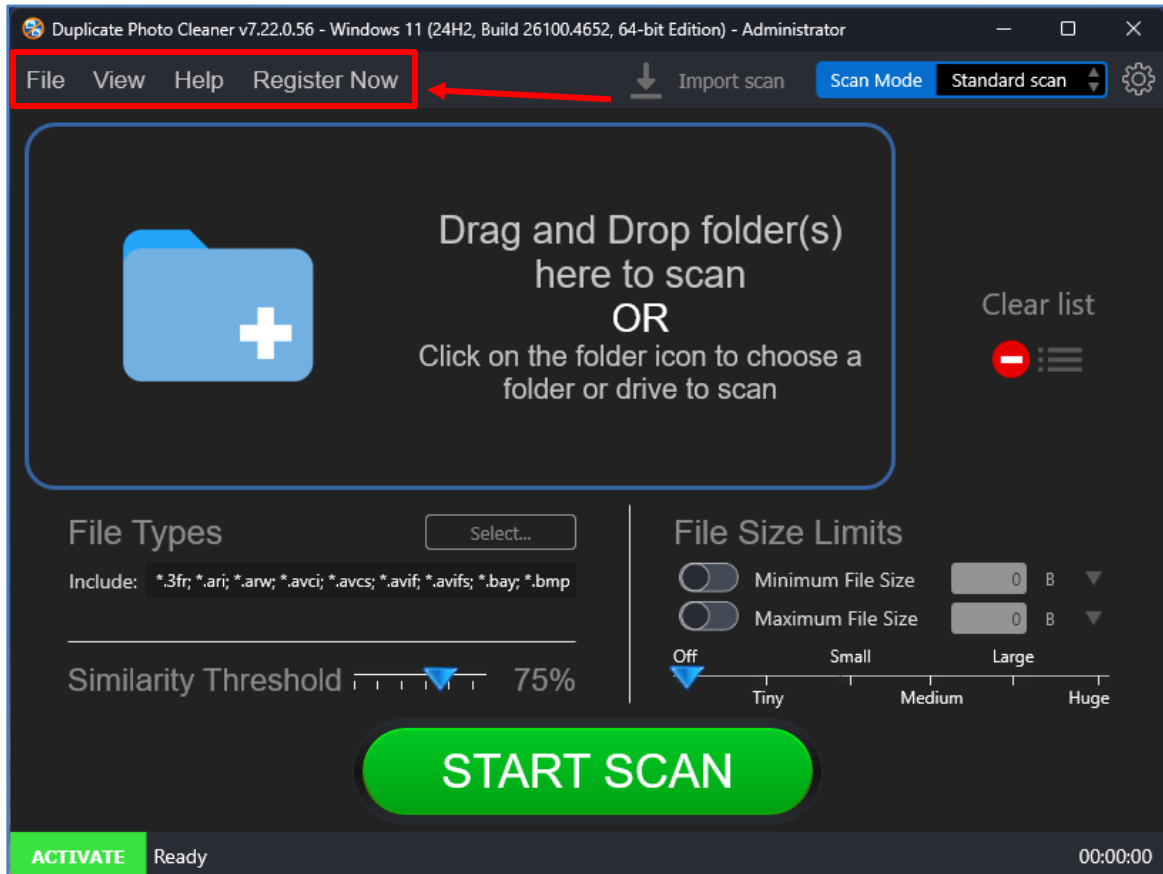 Duplicate Photo Cleaner v7.22.0.56 - Windows 11 (24H2, Build 26100.4652, 64-bit Edition) - Administrator
File View Help Register Now Import scan Scan Mode Standard scan
Drag and Drop folder(s)
here to scan
OR
Click on the folder icon to choose a
folder or drive to scan
Clear list
File Types Select...
Include: *.3fr; *.ari; *.arw; *.avci; *.avcs; *.avif; *.avifs; *.bay; *.bmp
Similarity Threshold 75%
File Size Limits
Minimum File Size 0 B
Maximum File Size 0 B
Off Small Large
Tiny Medium Huge
START SCAN
ACTIVATE Ready 00:00:00